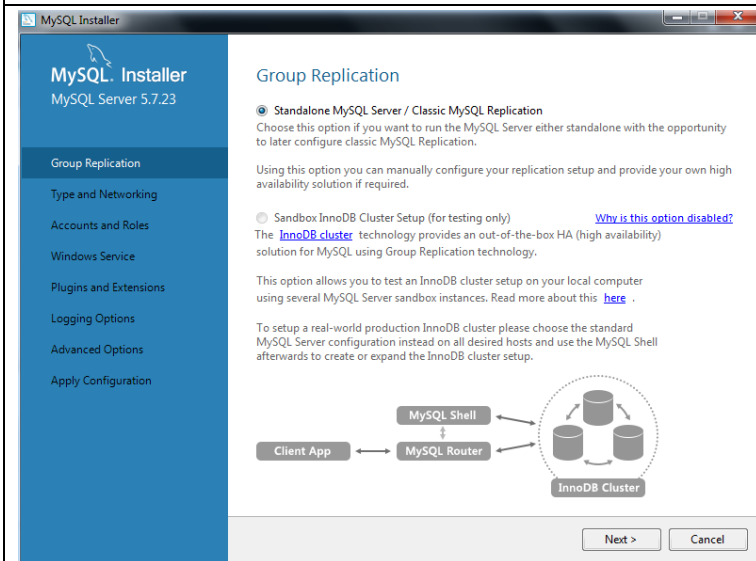 MySQL Installer
MySQL. Installer
MySQL Server 5.7.23
Group Replication
Type and Networking
Accounts and Roles
Windows Service
Plugins and Extensions
Logging Options
Advanced Options
Apply Configuration
Group Replication
Standalone MySQL Server / Classic MySQL Replication
Choose this option if you want to run the MySQL Server either standalone with the opportunity
to later configure classic MySQL Replication.
Using this option you can manually configure your replication setup and provide your own high
availability solution if required.
Sandbox InnoDB Cluster Setup (for testing only) Why is this option disabled?
The InnoDB cluster technology provides an out-of-the-box HA (high availability)
solution for MySQL using Group Replication technology.
This option allows you to test an InnoDB cluster setup on your local computer
using several MySQL Server sandbox instances. Read more about this here .
To setup a real-world production InnoDB cluster please choose the standard
MySQL Server configuration instead on all desired hosts and use the MySQL Shell
afterwards to create or expand the InnoDB cluster setup.
MySQL Shell
Client App
MySQL Router
InnoDB Cluster
Next >
Cancel